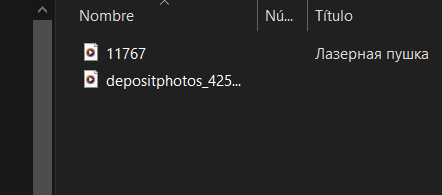 Nombre Nú... Título
11767 Лазерная пушка
depositphotos_425...